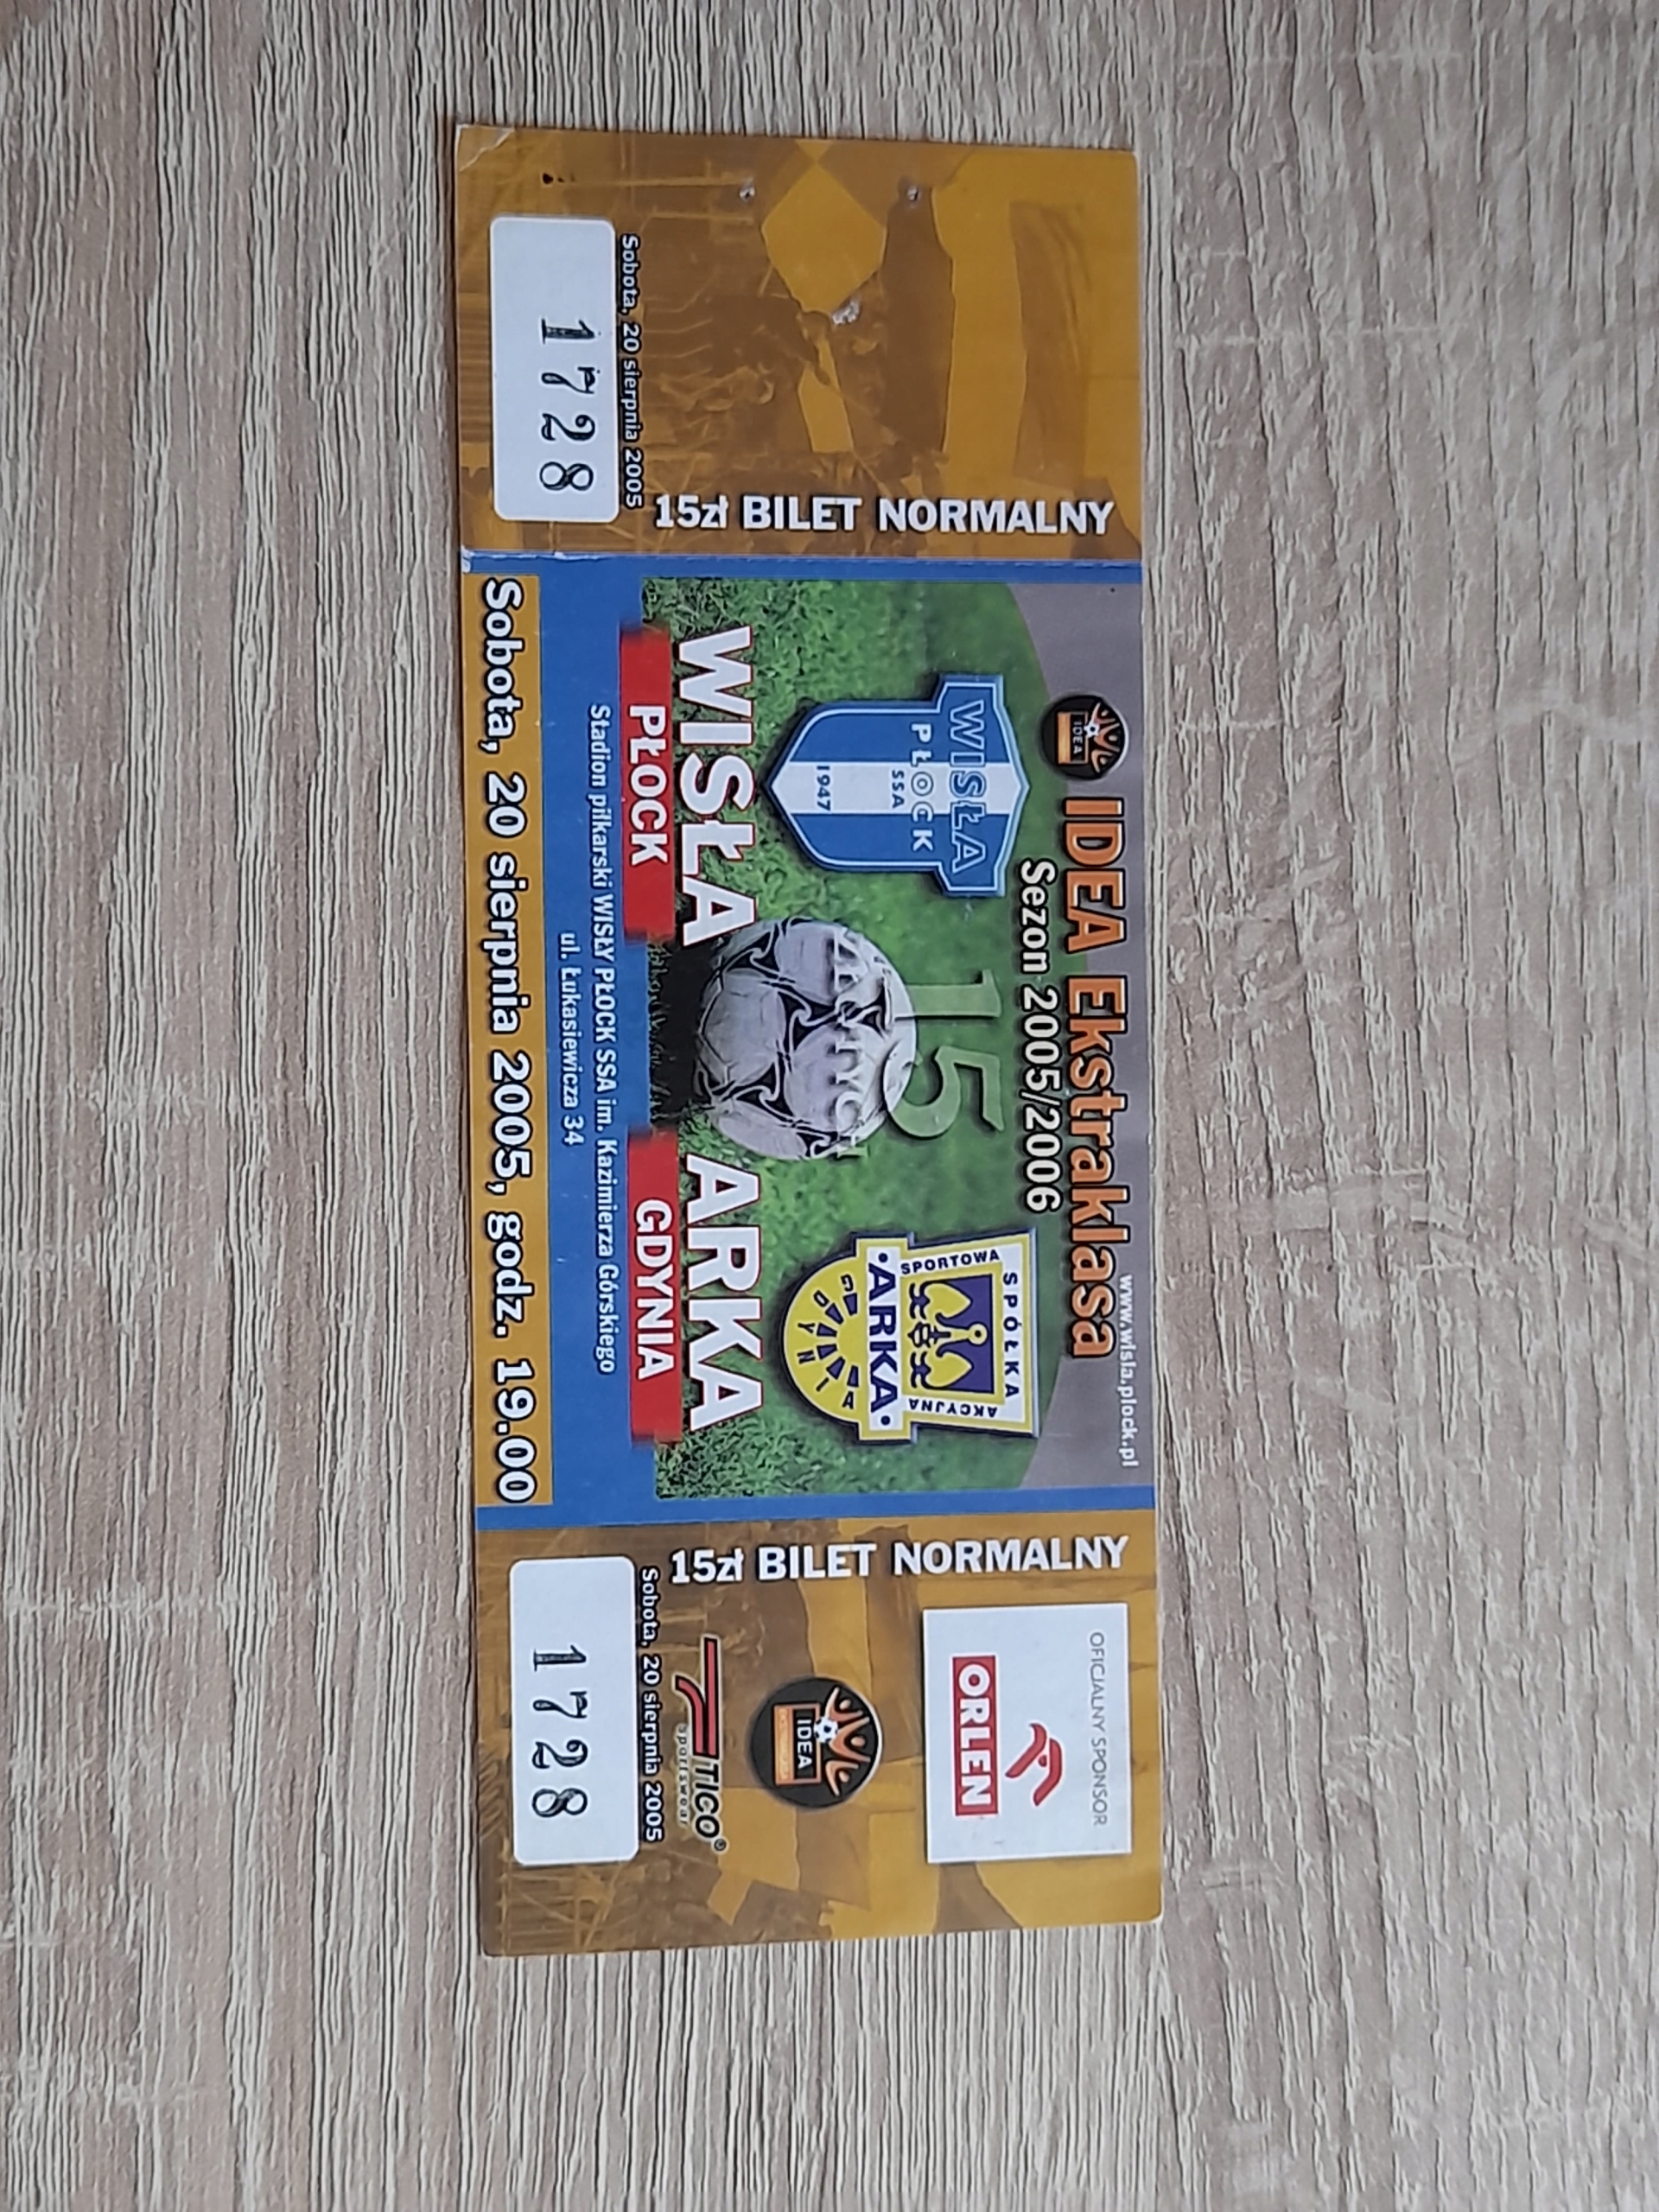 Sobota, 20 sierpnia 2005
1728
15zł BILET NORMALNY
IDEA
IDEA Ekstraklasa
www.wisla.plock.pl
Sezon 2005/2006
WISŁA
PŁOCK
SSA
1947
15
ZŁOTYCH
SPÓŁKA
SPORTOWA
AKCYJNA
ARKA
GDYNIA
WISŁA
PŁOCK
ARKA
GDYNIA
Stadion piłkarski WISŁY PŁOCK SSA im. Kazimierza Górskiego
ul. Łukasiewicza 34
Sobota, 20 sierpnia 2005, godz. 19.00
15zł BILET NORMALNY
OFICJALNY SPONSOR
ORLEN
IDEA
TICO®
sportswear
Sobota, 20 sierpnia 2005
1728